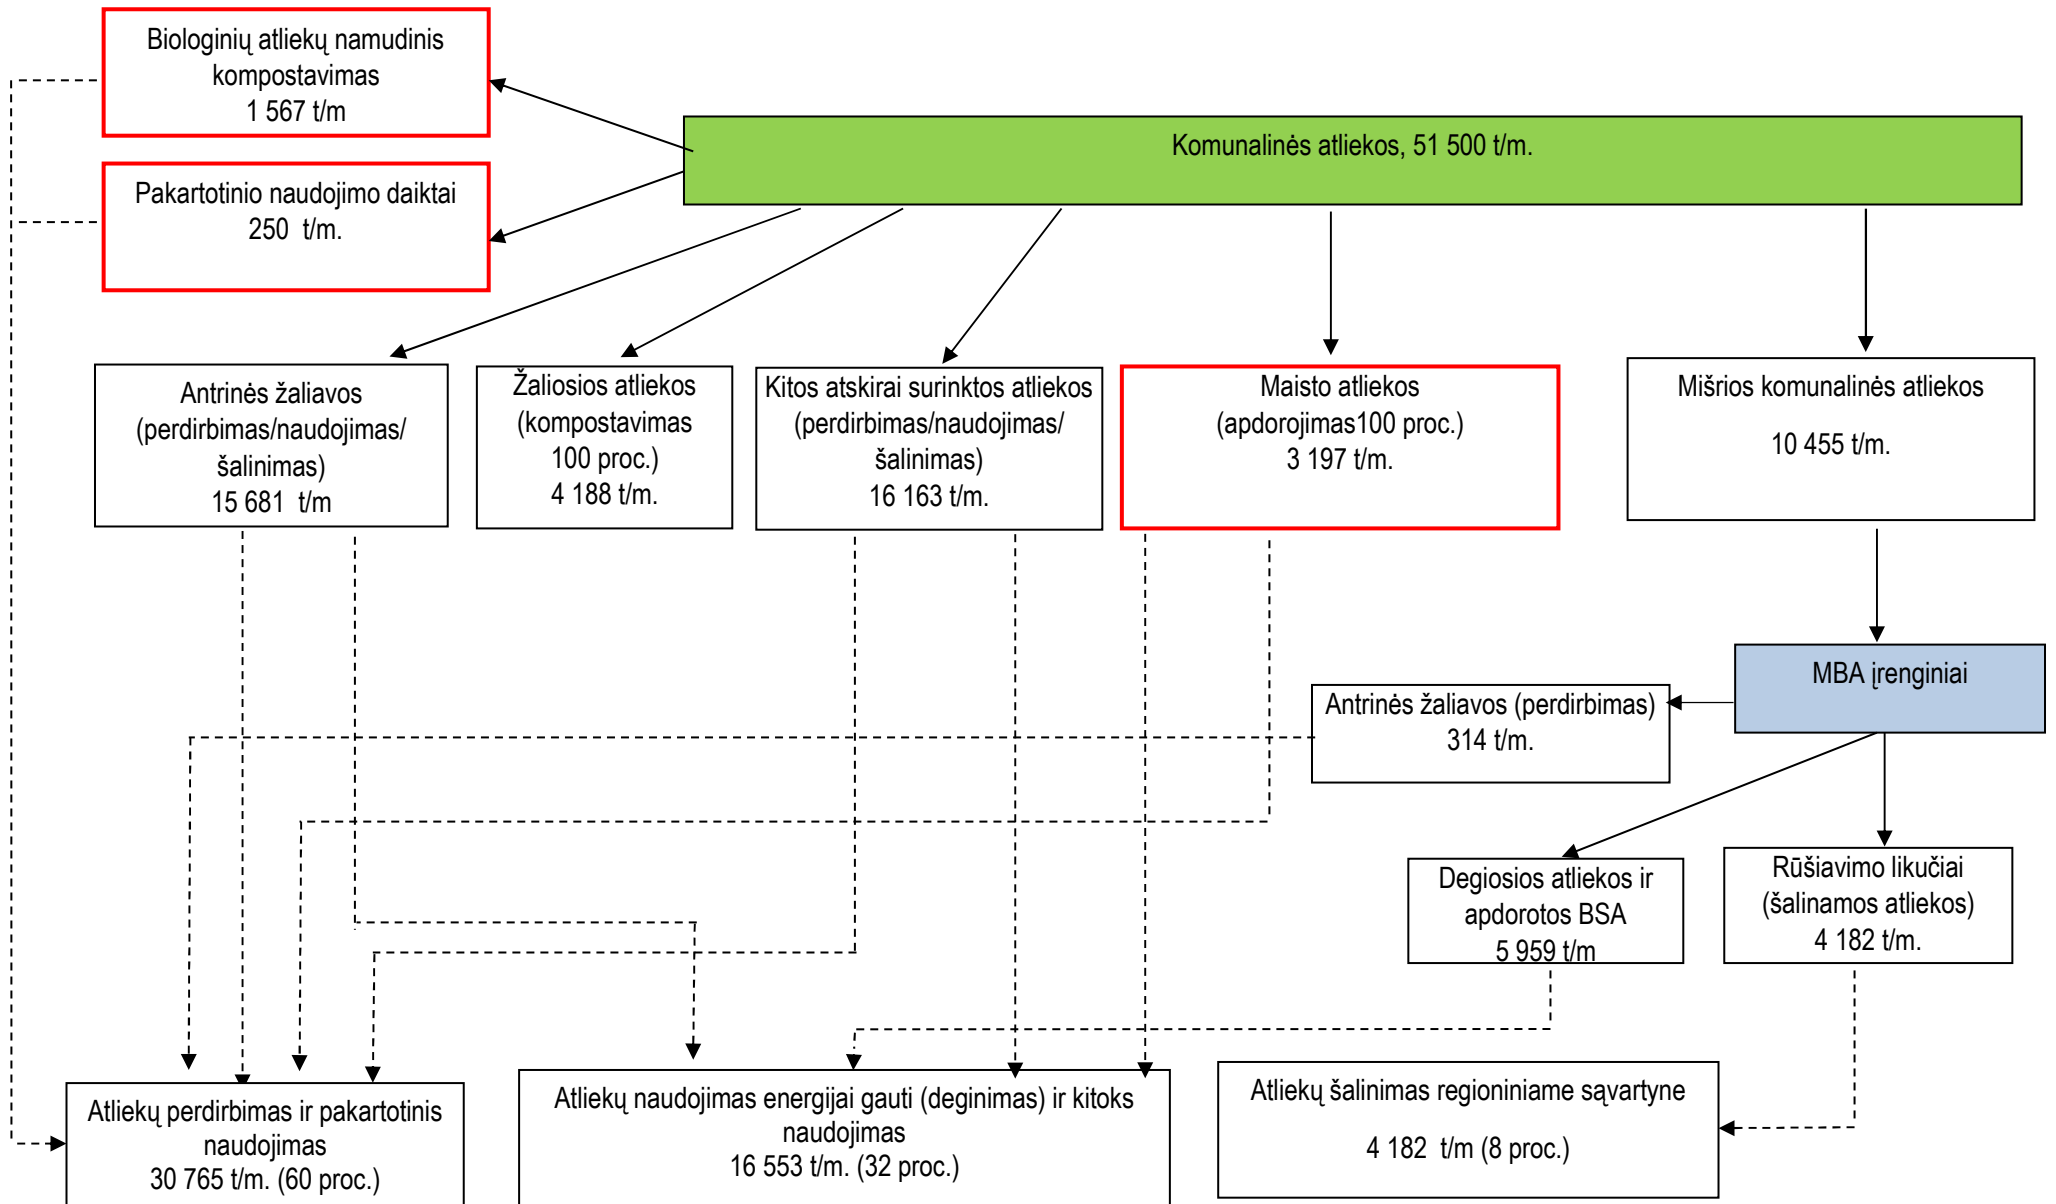 Biologinių atliekų namudinis
kompostavimas
1 567 t/m
Komunalinės atliekos, 51 500 t/m.
Pakartotinio naudojimo daiktai
250 t/m.
Antrinės žaliavos
(perdirbimas/naudojimas/
šalinimas)
15 681 t/m
Žaliosios atliekos
(kompostavimas
100 proc.)
4 188 t/m.
Kitos atskirai surinktos atliekos
(perdirbimas/naudojimas/
šalinimas)
16 163 t/m.
Maisto atliekos
(apdorojimas100 proc.)
3 197 t/m.
Mišrios komunalinės atliekos
10 455 t/m.
MBA įrenginiai
Antrinės žaliavos (perdirbimas)
314 t/m.
Degiosios atliekos ir
apdorotos BSA
5 959 t/m
Rūšiavimo likučiai
(šalinamos atliekos)
4 182 t/m.
Atliekų perdirbimas ir pakartotinis
naudojimas
30 765 t/m. (60 proc.)
Atliekų naudojimas energijai gauti (deginimas) ir kitoks
naudojimas
16 553 t/m. (32 proc.)
Atliekų šalinimas regioniniame sąvartyne
4 182 t/m (8 proc.)